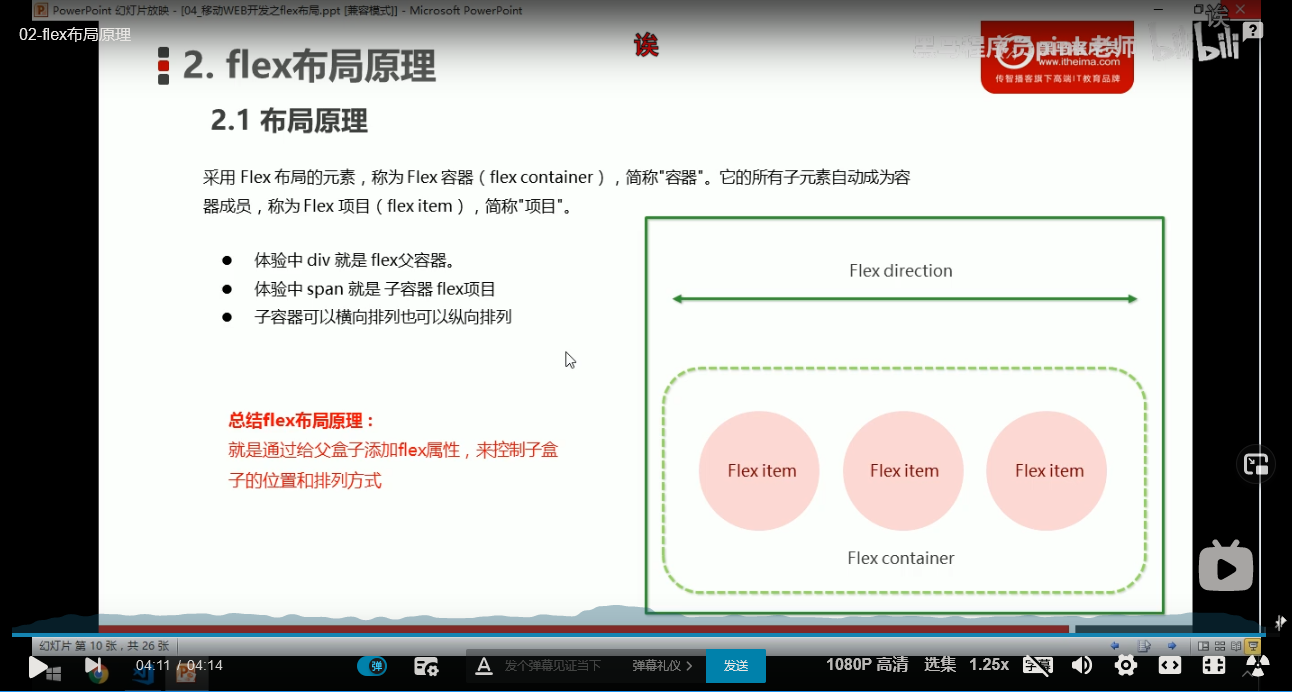 PowerPoint 幻灯片放映 - [04_移动WEB开发之flex布局.ppt [兼容模式]] - Microsoft PowerPoint
02-flex布局原理
诶
诶
程序员pink老师
bilibili
www.itheima.com
传智播客旗下高端IT教育品牌
2. flex布局原理
2.1 布局原理
采用 Flex 布局的元素，称为 Flex 容器（flex container），简称"容器"。它的所有子元素自动成为容
器成员，称为 Flex 项目（flex item），简称"项目"。
● 体验中 div 就是 flex父容器。
● 体验中 span 就是 子容器 flex项目
● 子容器可以横向排列也可以纵向排列
总结flex布局原理：
就是通过给父盒子添加flex属性，来控制子盒
子的位置和排列方式
Flex direction
Flex item Flex item Flex item
Flex container
幻灯片 第 10 张，共 26 张
04:11 / 04:14
弹
发个弹幕见证当下
弹幕礼仪 >
发送
1080P 高清 选集 1.25x 字幕